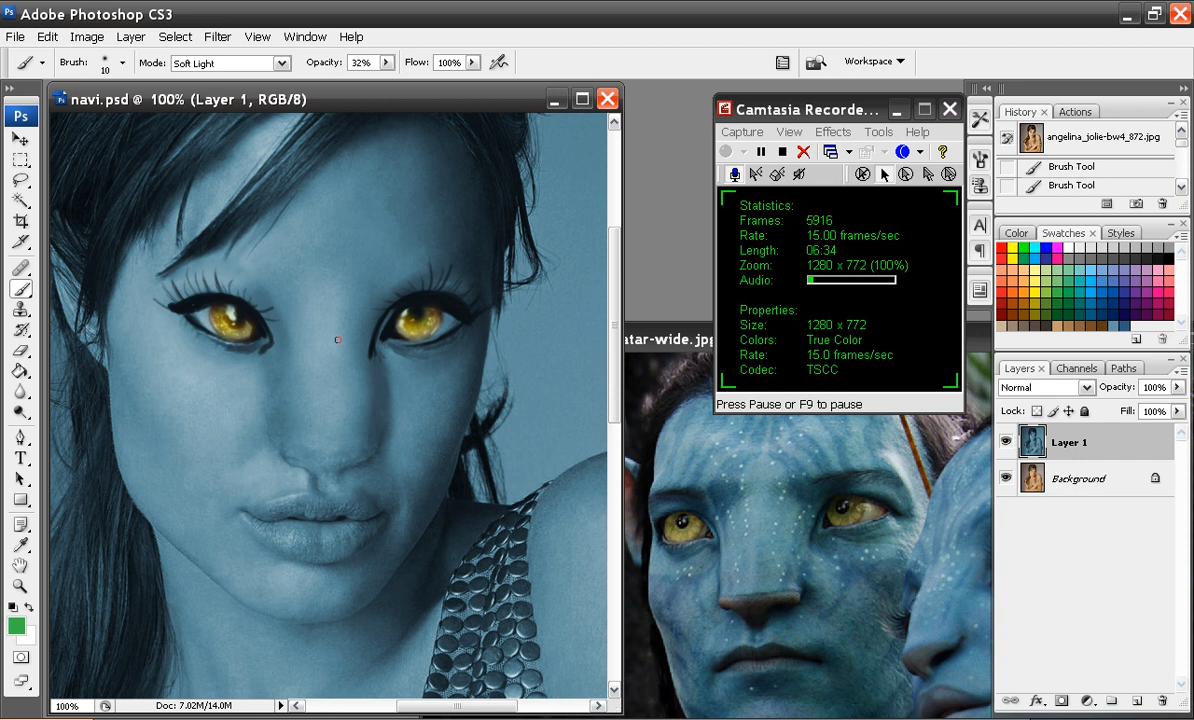 Adobe Photoshop CS3
File Edit Image Layer Select Filter View Window Help
Brush: 10 Mode: Soft Light Opacity: 32% Flow: 100% Workspace
Ps
navi.psd @ 100% (Layer 1, RGB/8)
100% Doc: 7.02M/14.0M
atar-wide.jpg
Camtasia Recorde...
Capture View Effects Tools Help
Statistics:
Frames: 5916
Rate: 15.00 frames/sec
Length: 06:34
Zoom: 1280 x 772 (100%)
Audio:
Properties:
Size: 1280 x 772
Colors: True Color
Rate: 15.0 frames/sec
Codec: TSCC
Press Pause or F9 to pause
History x Actions
angelina_jolie-bw4_872.jpg
Brush Tool
Brush Tool
Color Swatches x Styles
Layers x Channels Paths
Normal Opacity: 100%
Lock: Fill: 100%
Layer 1
Background